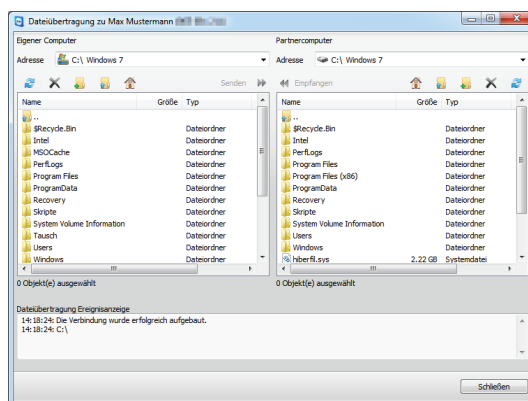 Dateiübertragung zu Max Mustermann
Eigener Computer
Adresse C:\ Windows 7
Senden
Name Größe Typ
..
$Recycle.Bin Dateiordner
Intel Dateiordner
MSOCache Dateiordner
PerfLogs Dateiordner
Program Files Dateiordner
ProgramData Dateiordner
Recovery Dateiordner
Skripte Dateiordner
System Volume Information Dateiordner
Tausch Dateiordner
Users Dateiordner
Windows Dateiordner
0 Objekt(e) ausgewählt
Partnercomputer
Adresse C:\ Windows 7
Empfangen
Name Größe Typ
..
$Recycle.Bin Dateiordner
Intel Dateiordner
PerfLogs Dateiordner
Program Files Dateiordner
Program Files (x86) Dateiordner
ProgramData Dateiordner
Recovery Dateiordner
Skripte Dateiordner
System Volume Information Dateiordner
Users Dateiordner
Windows Dateiordner
hiberfil.sys 2.22 GB Systemdatei
0 Objekt(e) ausgewählt
Dateiübertragung Ereignisanzeige
14:18:24: Die Verbindung wurde erfolgreich aufgebaut.
14:18:24: C:\
Schließen